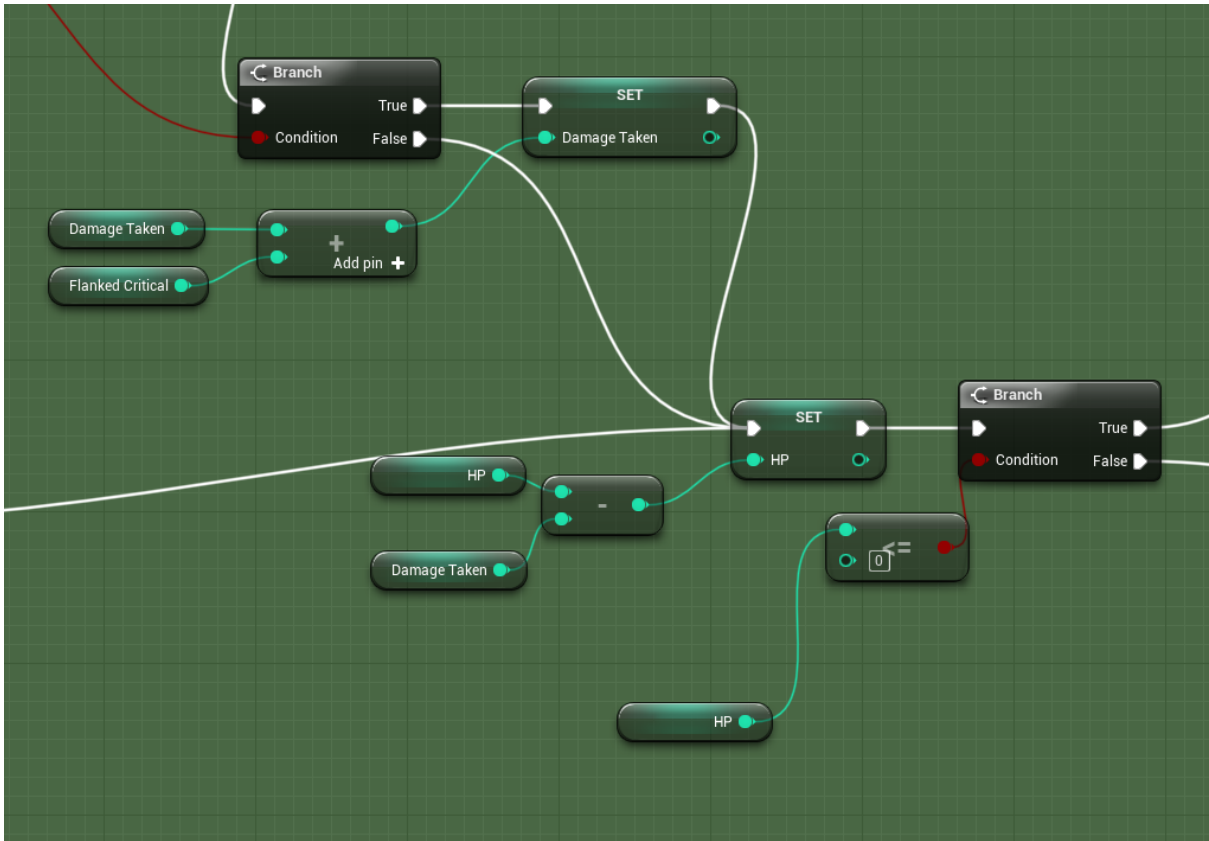 Branch
True
Condition
False
SET
Damage Taken
Damage Taken
+
Add pin +
Flanked Critical
SET
HP
HP
-
Damage Taken
Branch
True
Condition
False
<=
0
HP